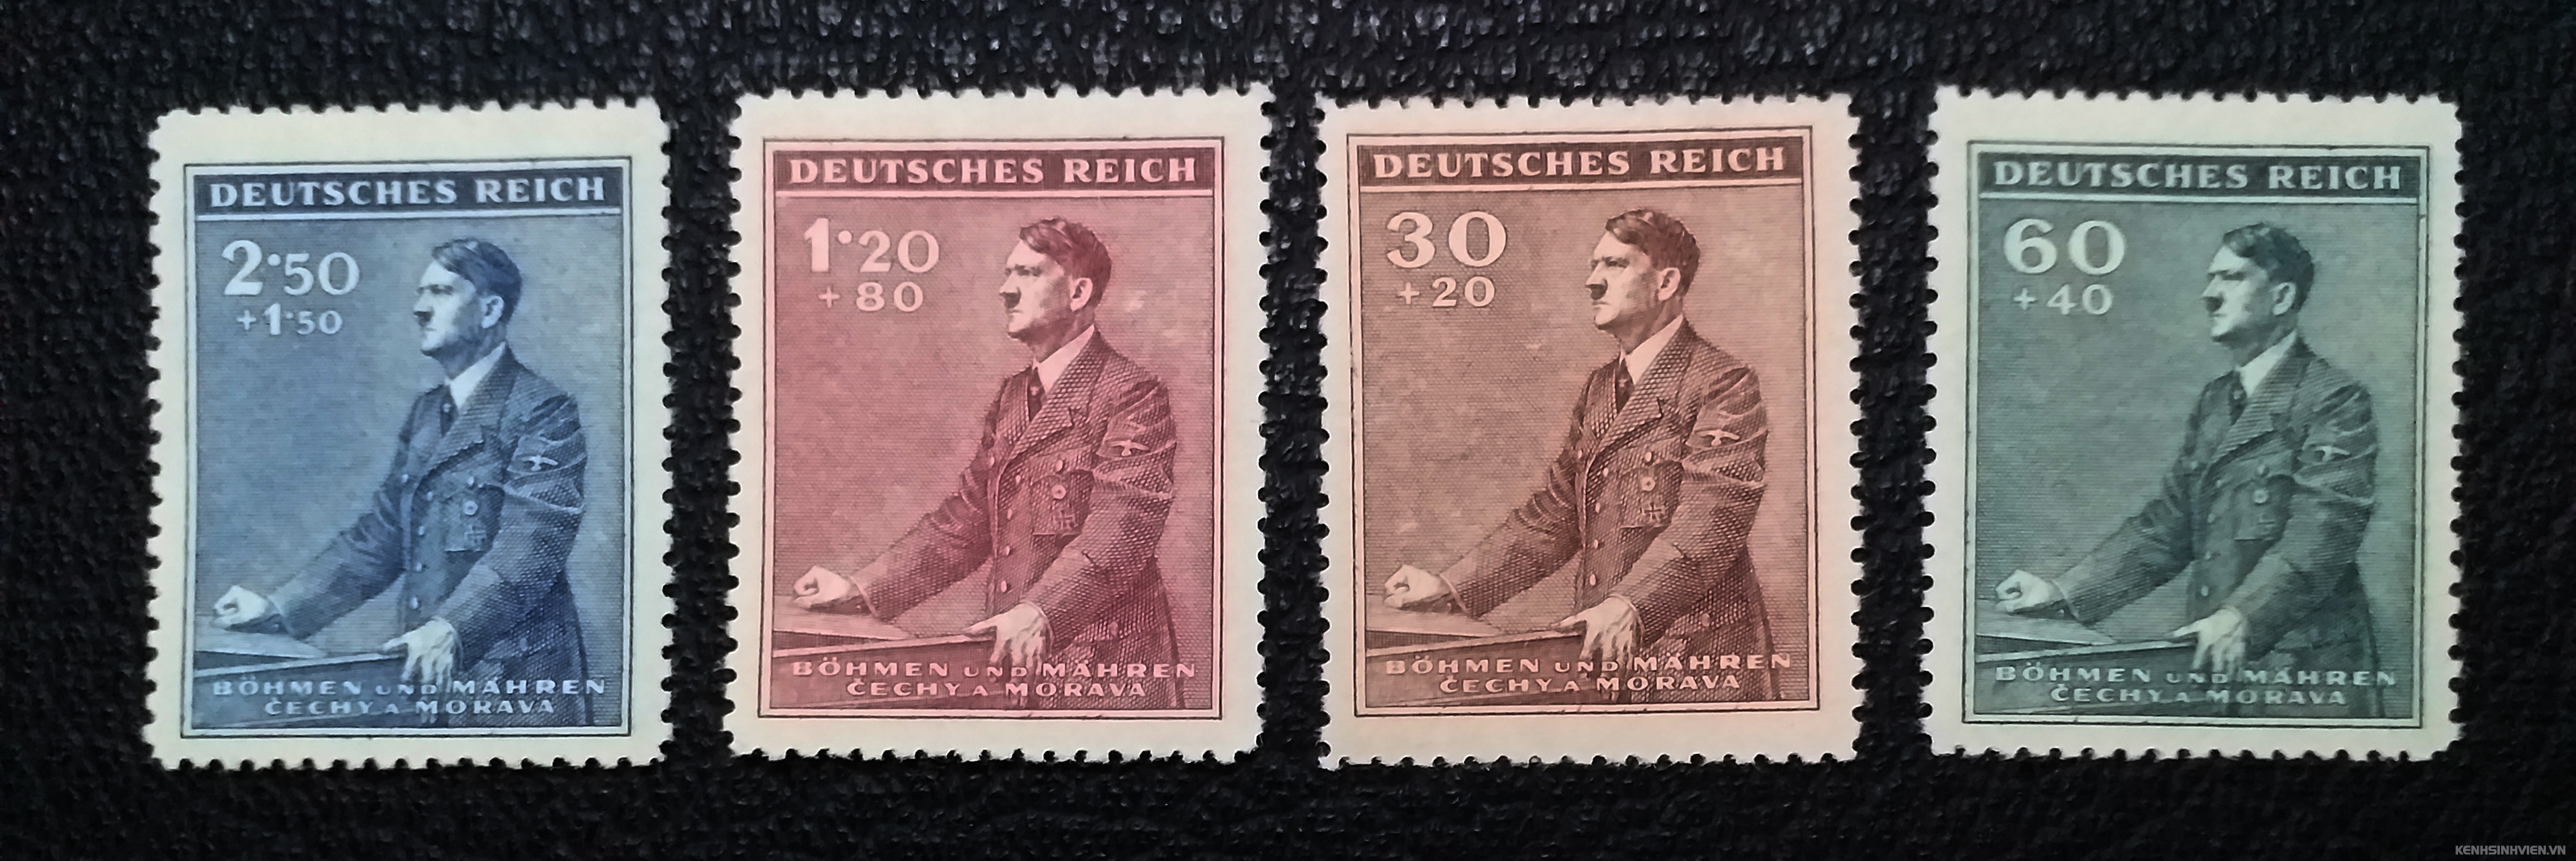 DEUTSCHES REICH
2·50
+1·50
BÖHMEN UND MÄHREN
ČECHY A MORAVA
DEUTSCHES REICH
1·20
+80
BÖHMEN UND MÄHREN
ČECHY A MORAVA
DEUTSCHES REICH
30
+20
BÖHMEN UND MÄHREN
ČECHY A MORAVA
DEUTSCHES REICH
60
+40
BÖHMEN UND MÄHREN
ČECHY A MORAVA
KENHSINHVIEN.VN